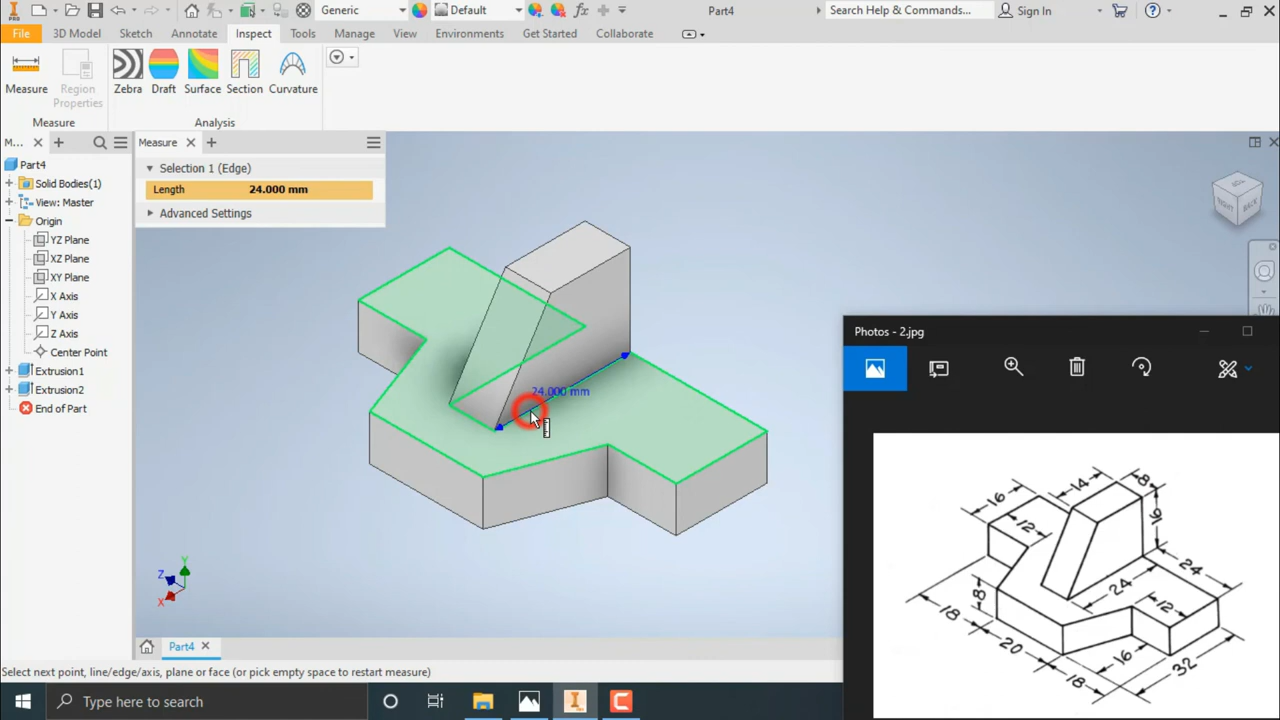 PRO
Generic
Default
fx
Part4
Search Help & Commands...
Sign In
File
3D Model
Sketch
Annotate
Inspect
Tools
Manage
View
Environments
Get Started
Collaborate
Measure
Region
Properties
Zebra
Draft
Surface
Section
Curvature
Measure
Analysis
M...
Measure
Part4
Solid Bodies(1)
View: Master
Origin
YZ Plane
XZ Plane
XY Plane
X Axis
Y Axis
Z Axis
Center Point
Extrusion1
Extrusion2
End of Part
Selection 1 (Edge)
Length 24.000 mm
Advanced Settings
RIGHT
BACK
24.000 mm
Y
Z
X
Photos - 2.jpg
16
14
8
12
16
24
24
8
12
18
20
16
18
32
Part4
Select next point, line/edge/axis, plane or face (or pick empty space to restart measure)
Type here to search